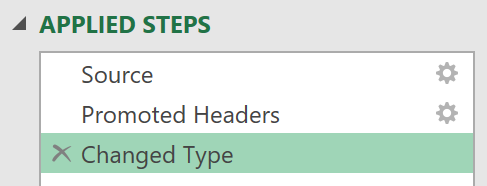 APPLIED STEPS
Source
Promoted Headers
Changed Type